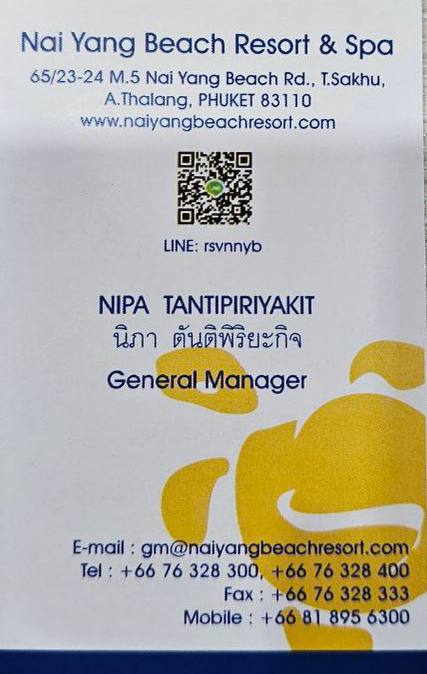 Nai Yang Beach Resort & Spa
65/23-24 M.5 Nai Yang Beach Rd., T.Sakhu,
A.Thalang, PHUKET 83110
www.naiyangbeachresort.com
LINE: rsvnnyb
NIPA TANTIPIRIYAKIT
นิภา ตันติพิริยะกิจ
General Manager
E-mail : gm@naiyangbeachresort.com
Tel : +66 76 328 300, +66 76 328 400
Fax : +66 76 328 333
Mobile : +66 81 895 6300